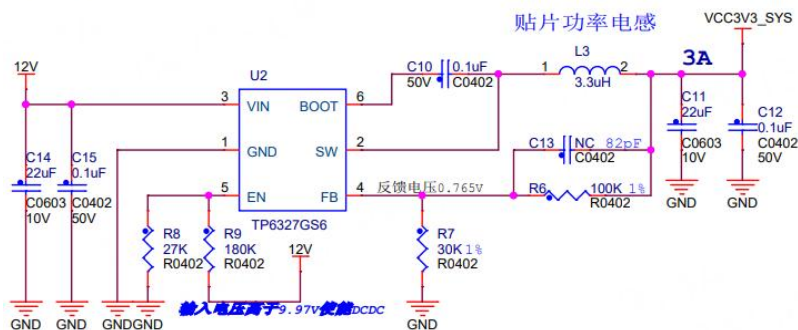 贴片功率电感
VCC3V3_SYS
12V
U2
C10
0.1uF
50V
C0402
L3
1
2
3.3uH
3A
3
VIN
BOOT
6
1
GND
SW
2
5
EN
FB
4
TP6327GS6
C14
22uF
C0603
10V
C15
0.1uF
C0402
50V
C11
22uF
C0603
10V
C12
0.1uF
C0402
50V
C13
NC
82pF
C0402
反馈电压0.765V
R6
100K
1%
R0402
R8
27K
R0402
R9
180K
R0402
12V
R7
30K
1%
R0402
GND
GND
输入电压高于9.97V使能DCDC
GND
GND
GND
GND
GND